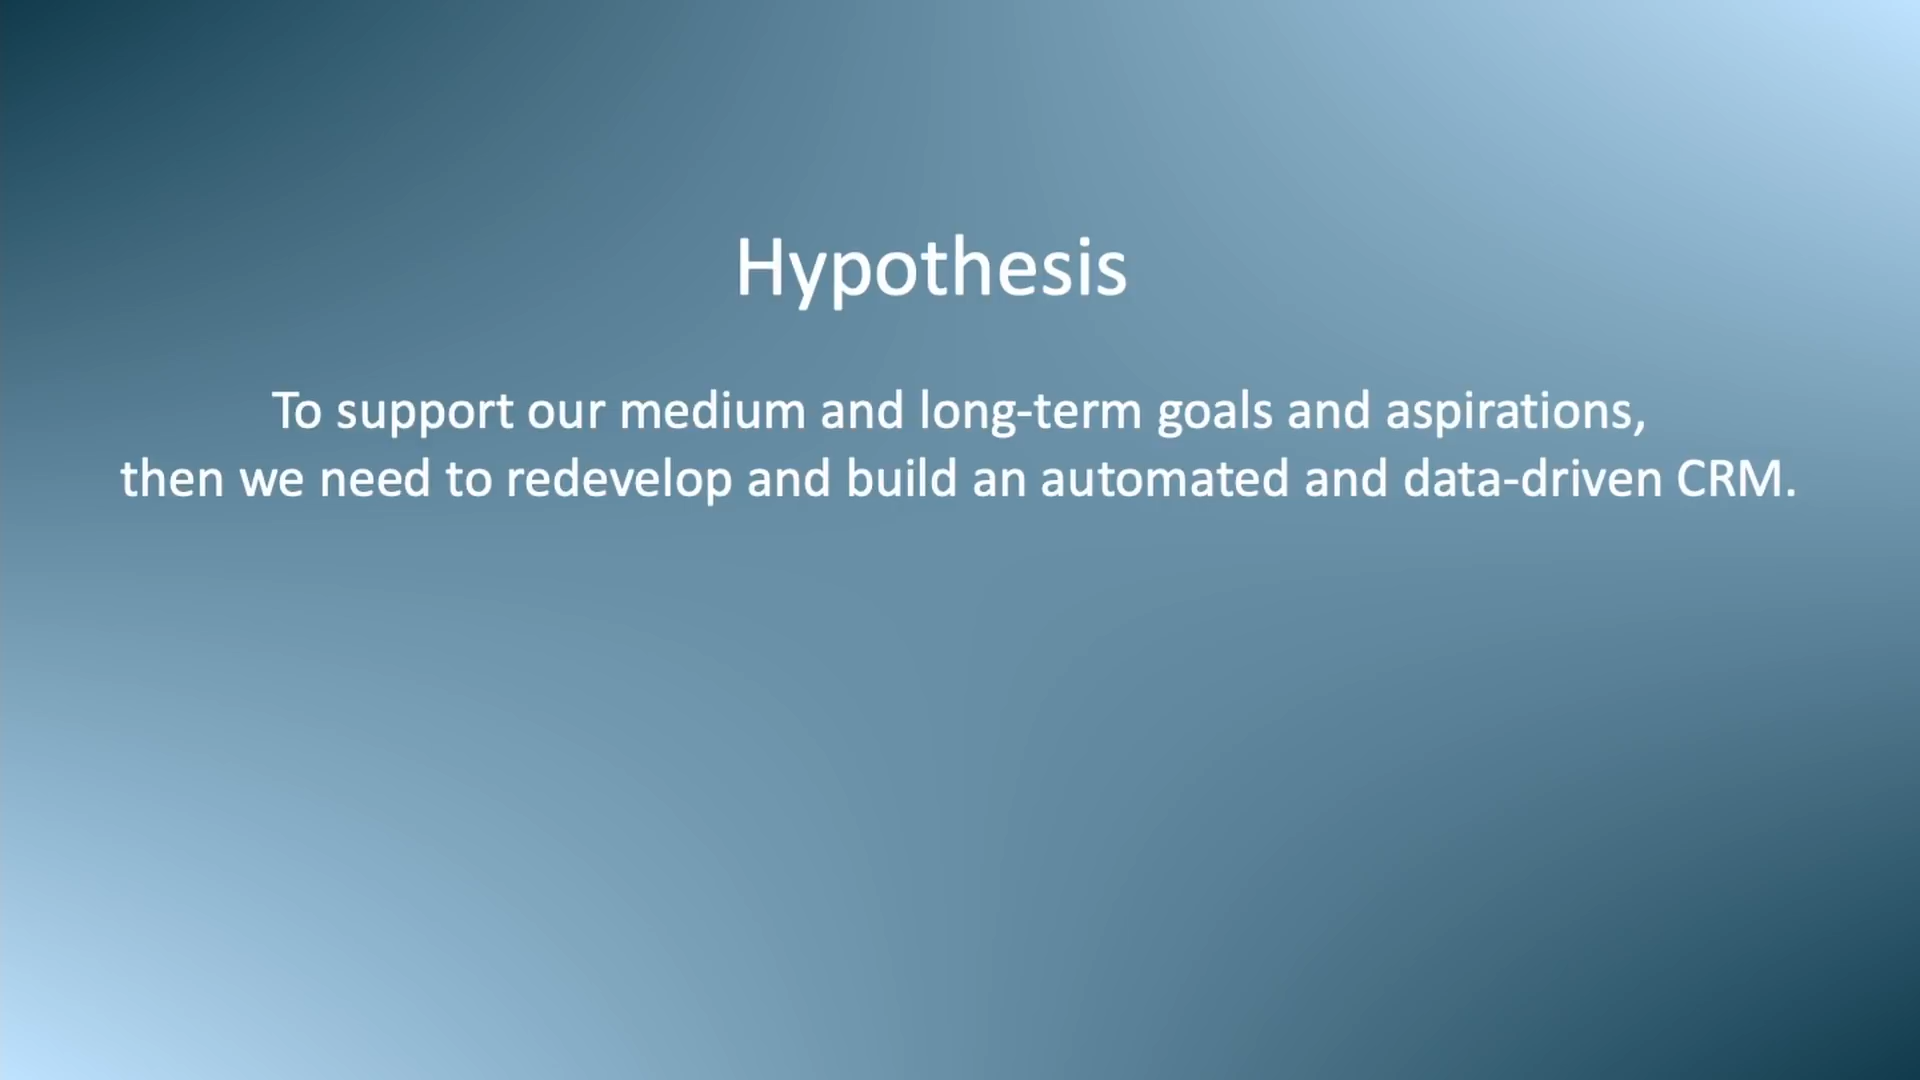 Hypothesis
To support our medium and long-term goals and aspirations,
then we need to redevelop and build an automated and data-driven CRM.